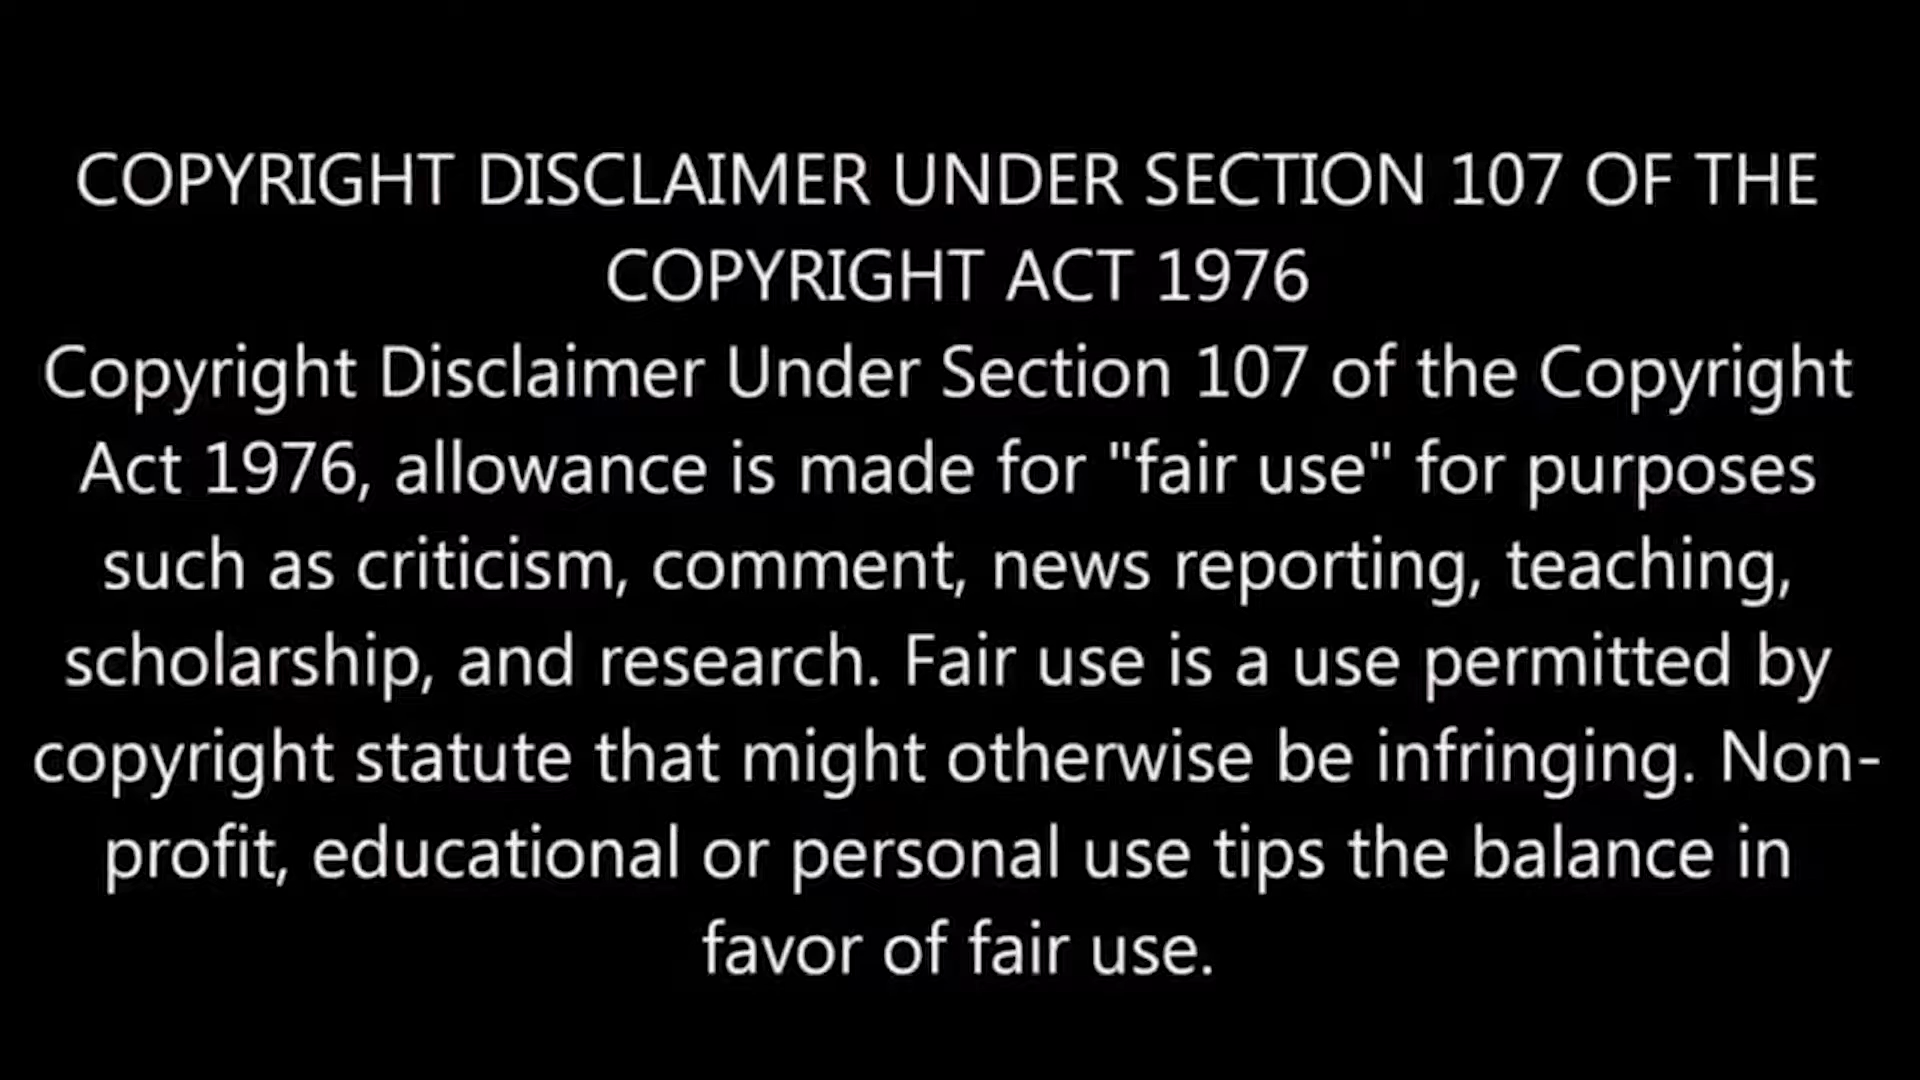 COPYRIGHT DISCLAIMER UNDER SECTION 107 OF THE
COPYRIGHT ACT 1976
Copyright Disclaimer Under Section 107 of the Copyright
Act 1976, allowance is made for "fair use" for purposes
such as criticism, comment, news reporting, teaching,
scholarship, and research. Fair use is a use permitted by
copyright statute that might otherwise be infringing. Non-
profit, educational or personal use tips the balance in
favor of fair use.